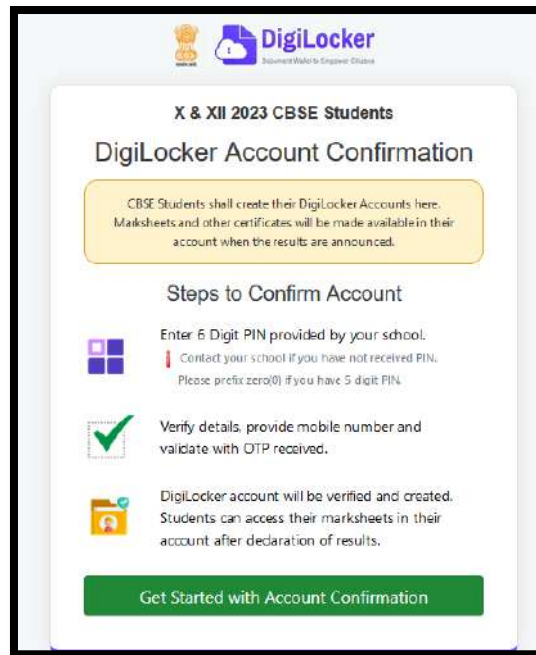 DigiLocker
Document Wallet to Empower Citizens
X & XII 2023 CBSE Students
DigiLocker Account Confirmation
CBSE Students shall create their DigiLocker Accounts here.
Marksheets and other certificates will be made available in their
account when the results are announced.
Steps to Confirm Account
Enter 6 Digit PIN provided by your school.
Contact your school if you have not received PIN.
Please prefix zero(0) if you have 5 digit PIN.
Verify details, provide mobile number and
validate with OTP received.
DigiLocker account will be verified and created.
Students can access their marksheets in their
account after declaration of results.
Get Started with Account Confirmation